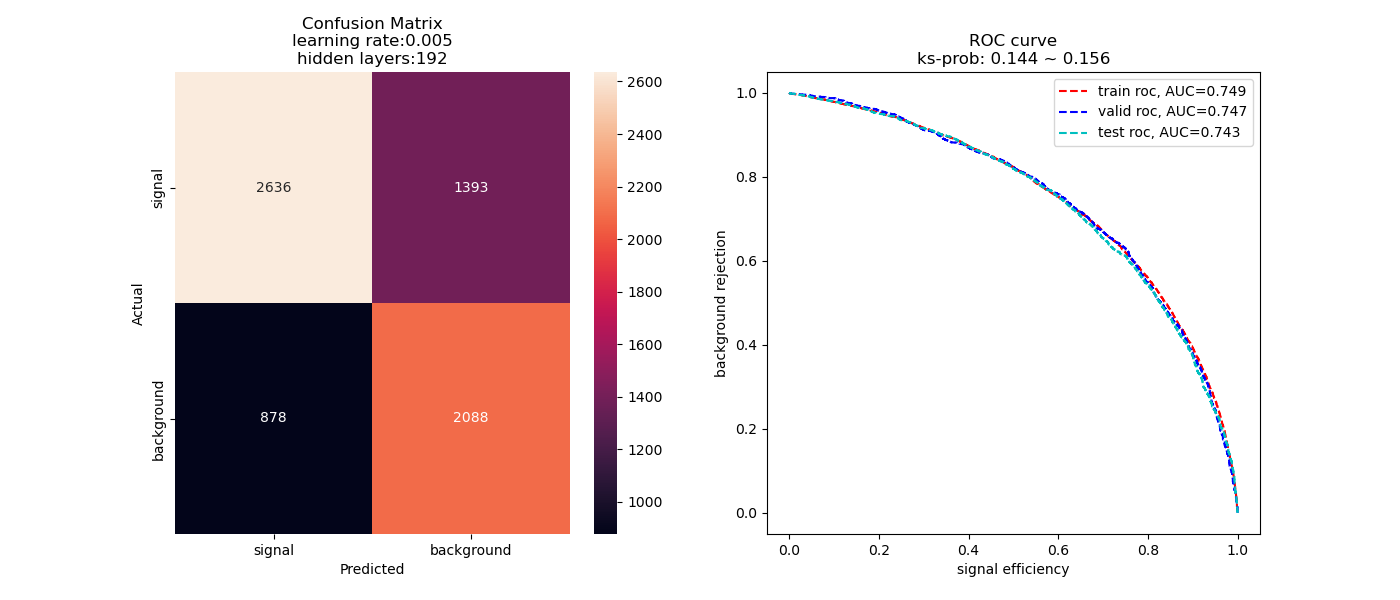 Confusion Matrix
learning rate:0.005
hidden layers:192
signal
background
Actual
2636
1393
878
2088
signal
background
Predicted
2600
2400
2200
2000
1800
1600
1400
1200
1000
ROC curve
ks-prob: 0.144 ~ 0.156
train roc, AUC=0.749
valid roc, AUC=0.747
test roc, AUC=0.743
background rejection
1.0
0.8
0.6
0.4
0.2
0.0
0.0
0.2
0.4
0.6
0.8
1.0
signal efficiency